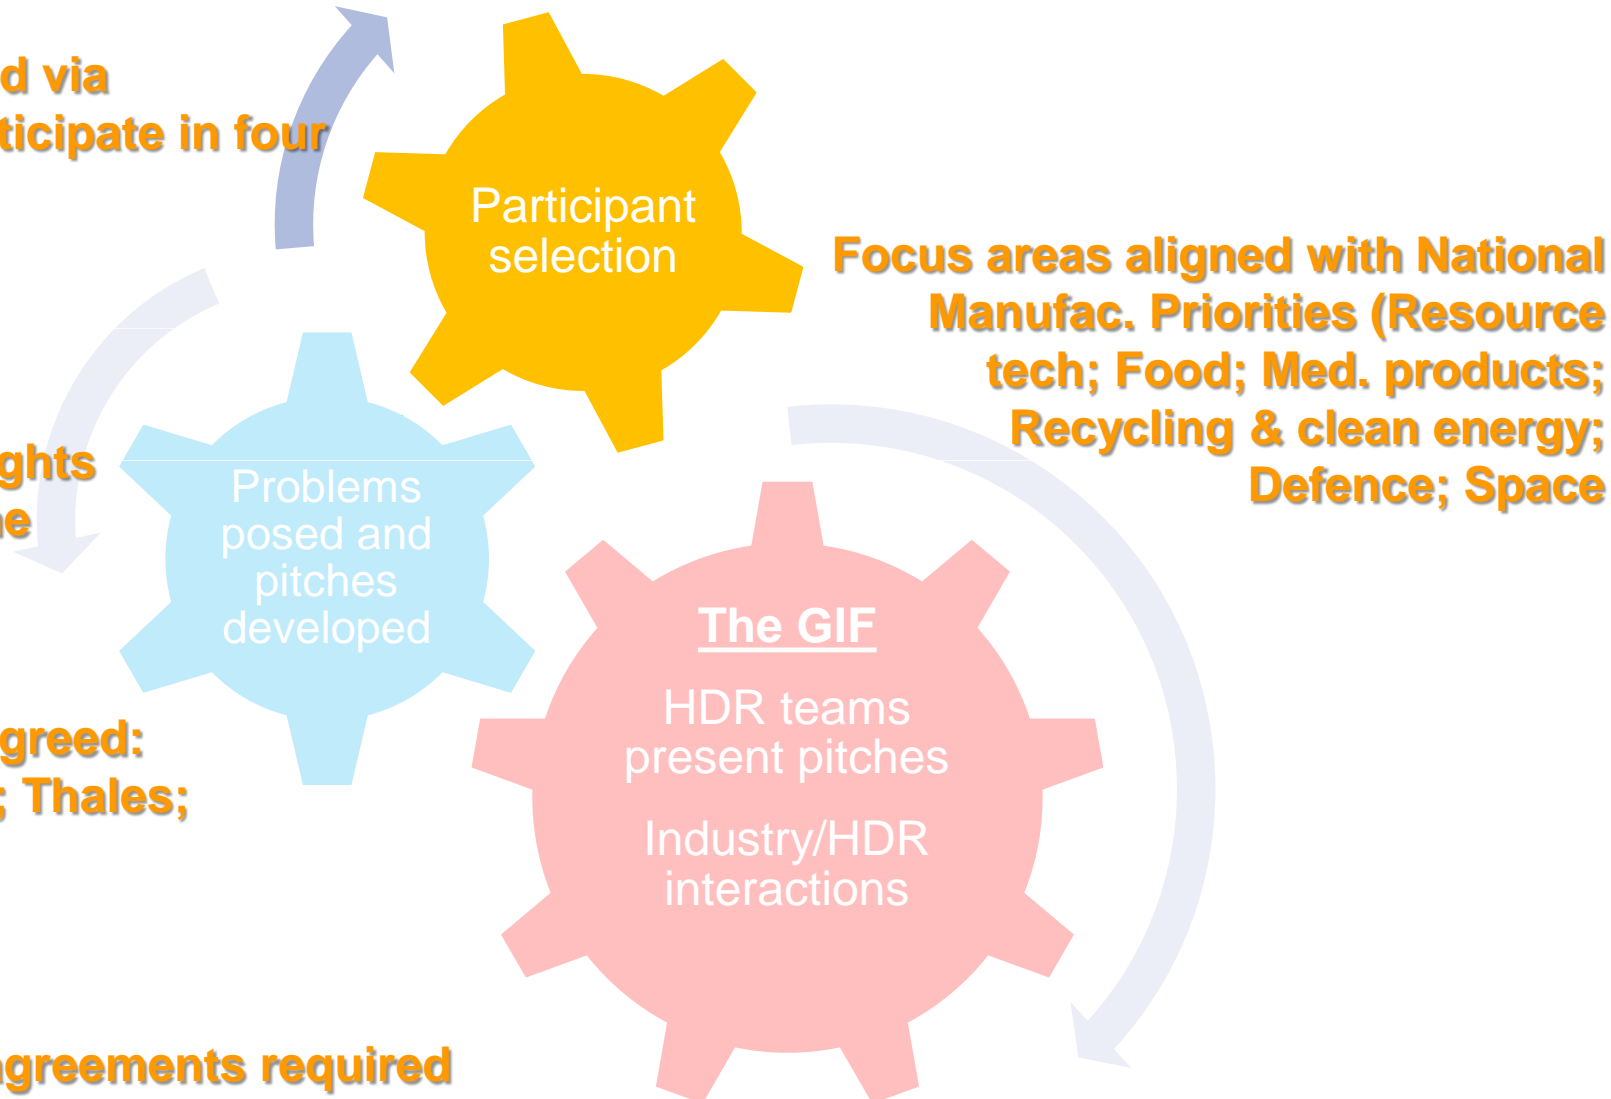 d via
ticipate in four
Participant
selection
Focus areas aligned with National
Manufac. Priorities (Resource
tech; Food; Med. products;
Recycling & clean energy;
Defence; Space
ghts
ne
Problems
posed and
pitches
developed
The GIF
HDR teams
present pitches
Industry/HDR
interactions
greed:
; Thales;
agreements required